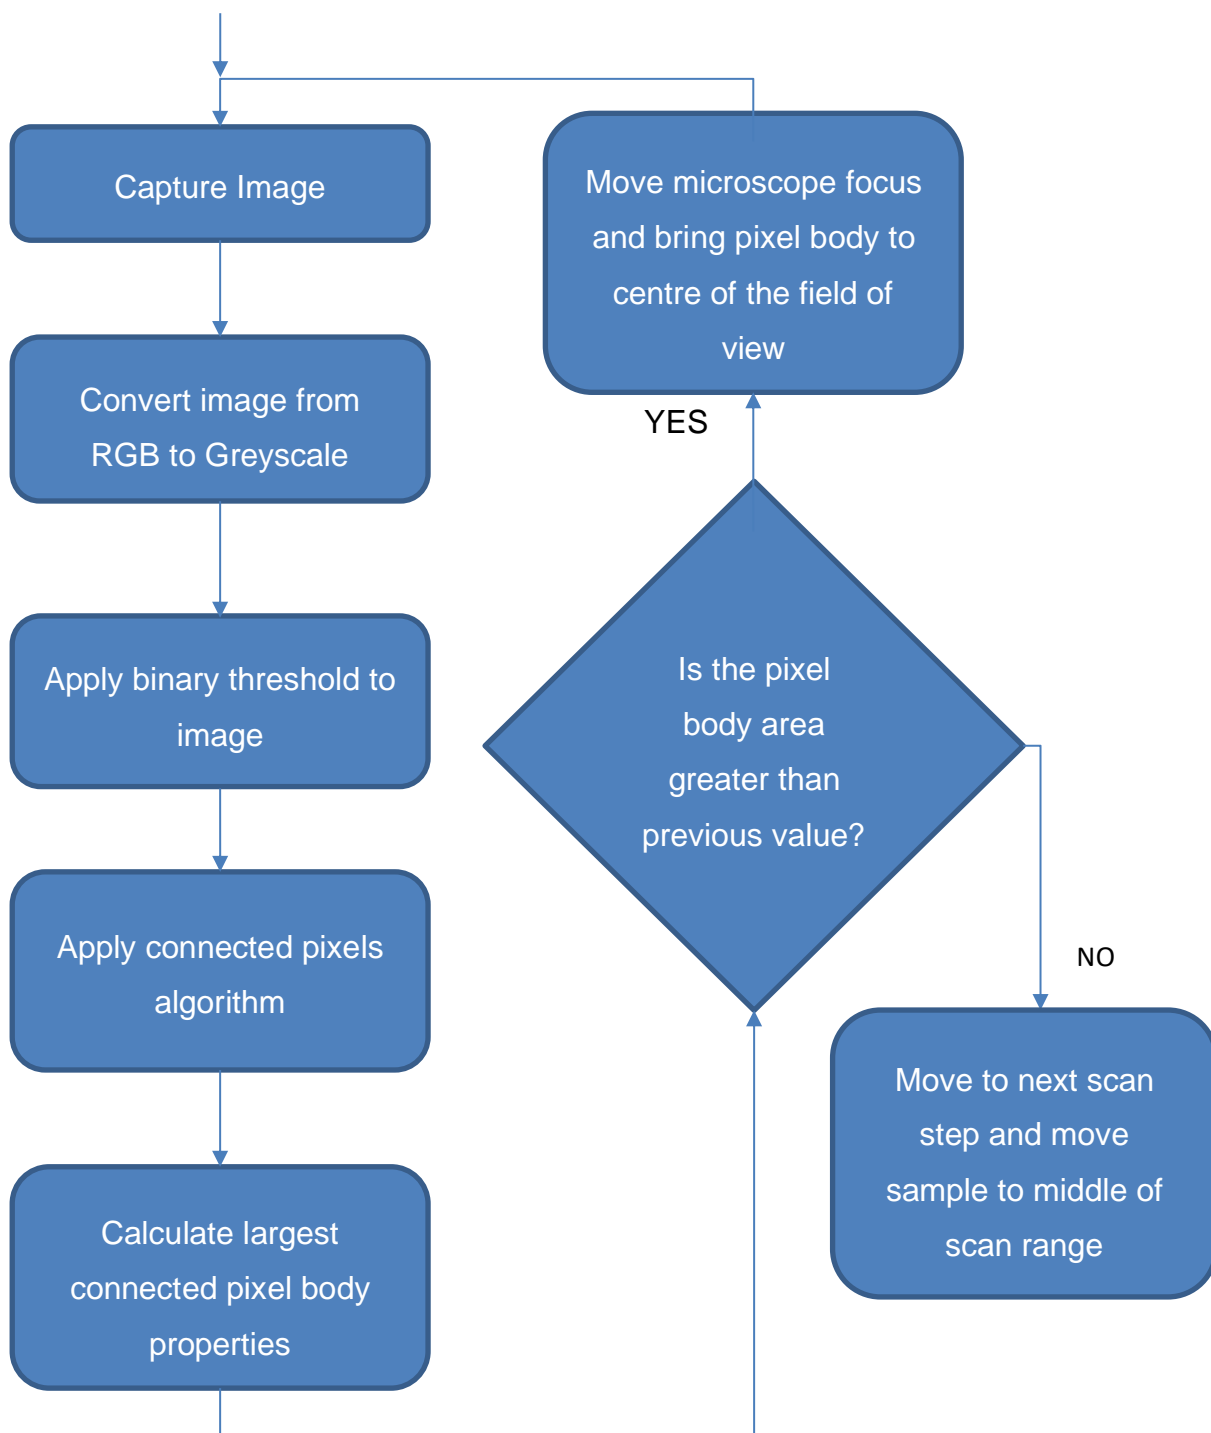 Capture Image
Convert image from
RGB to Greyscale
Apply binary threshold to
image
Apply connected pixels
algorithm
Calculate largest
connected pixel body
properties
Move microscope focus
and bring pixel body to
centre of the field of
view
YES
Is the pixel
body area
greater than
previous value?
NO
Move to next scan
step and move
sample to middle of
scan range